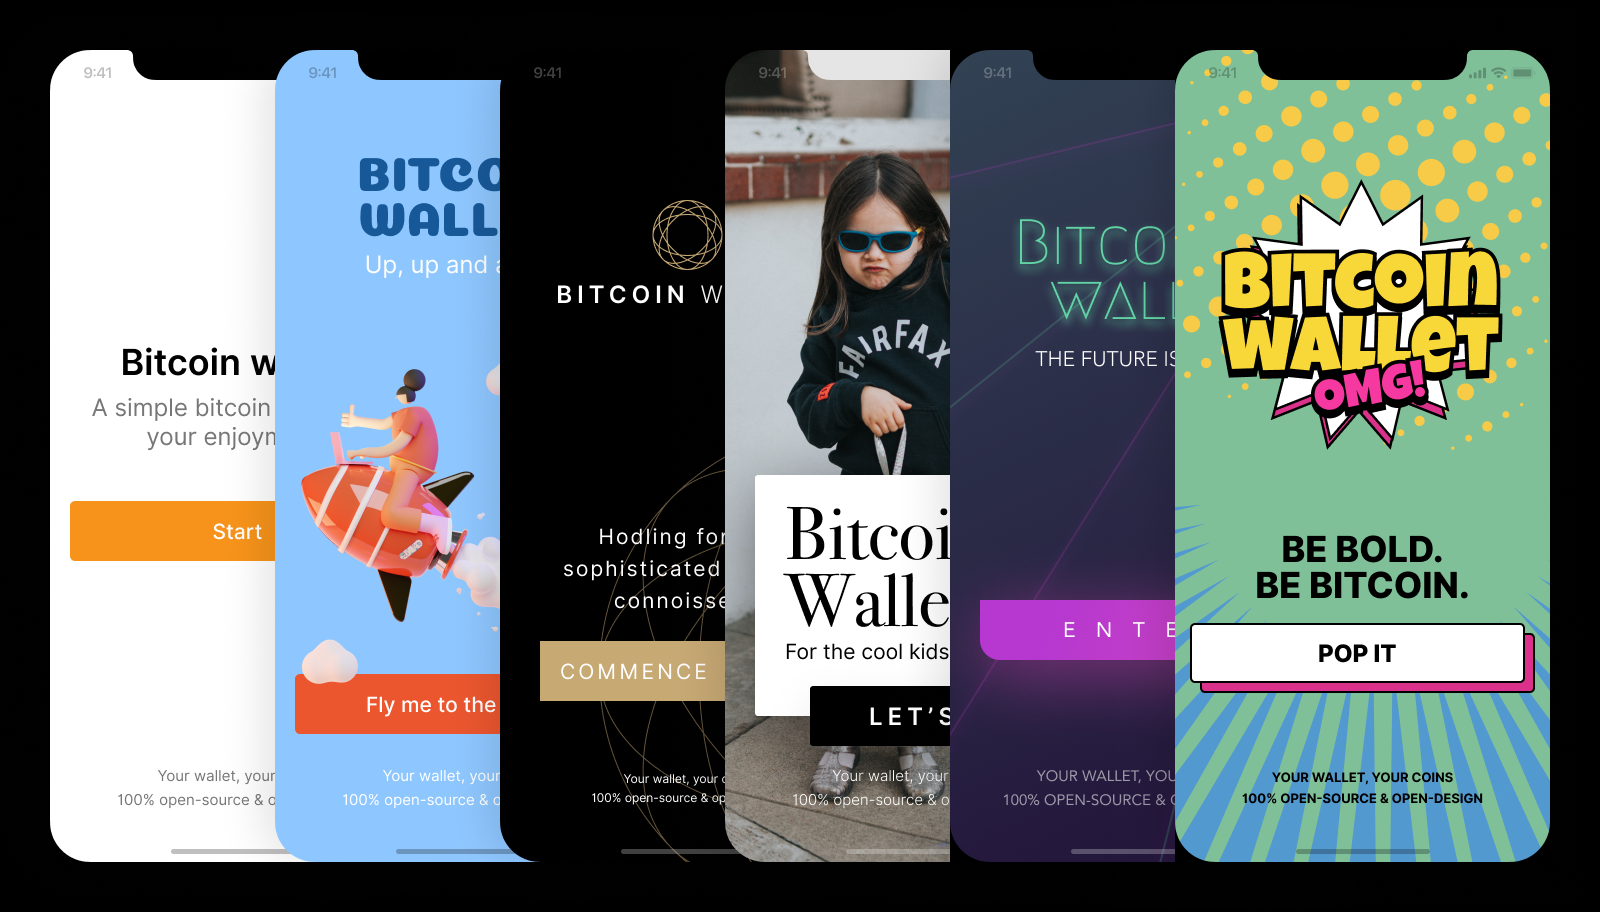 9:41
Bitcoin w
A simple bitcoin
your enjoyn
Start
Your wallet, your
100% open-source & o
9:41
BITCO
WALL
Up, up and a
Fly me to the
Your wallet, your
100% open-source & o
9:41
BITCOIN W
Hodling for
sophisticated
connoisse
COMMENCE
Your wallet, your c
100% open-source & op
9:41
FAIRFAX
Bitcoi
Walle
For the cool kids
LET'S
Your wallet, your
100% open-source & o
9:41
BITCO
WALL
THE FUTURE IS
ENTE
YOUR WALLET, YOU
100% OPEN-SOURCE & O
9:41
BITCOIN
WALLET
OMG!
BE BOLD.
BE BITCOIN.
POP IT
YOUR WALLET, YOUR COINS
100% OPEN-SOURCE & OPEN-DESIGN